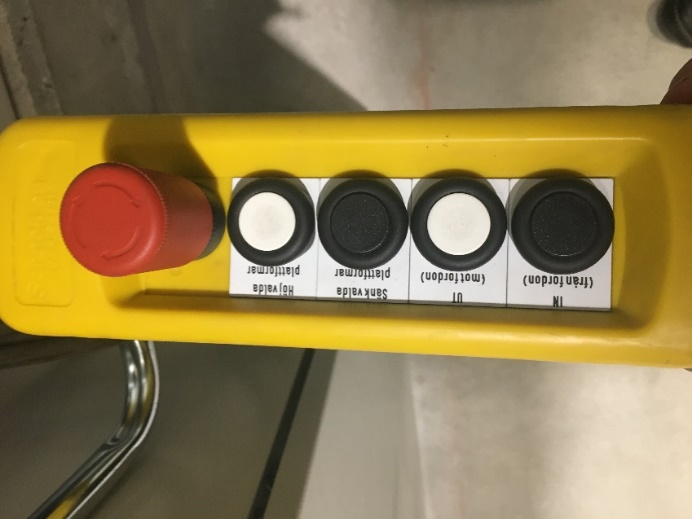 Höj valda
plattformar
Sänk valda
plattformar
UT
(mot fordon)
IN
(från fordon)